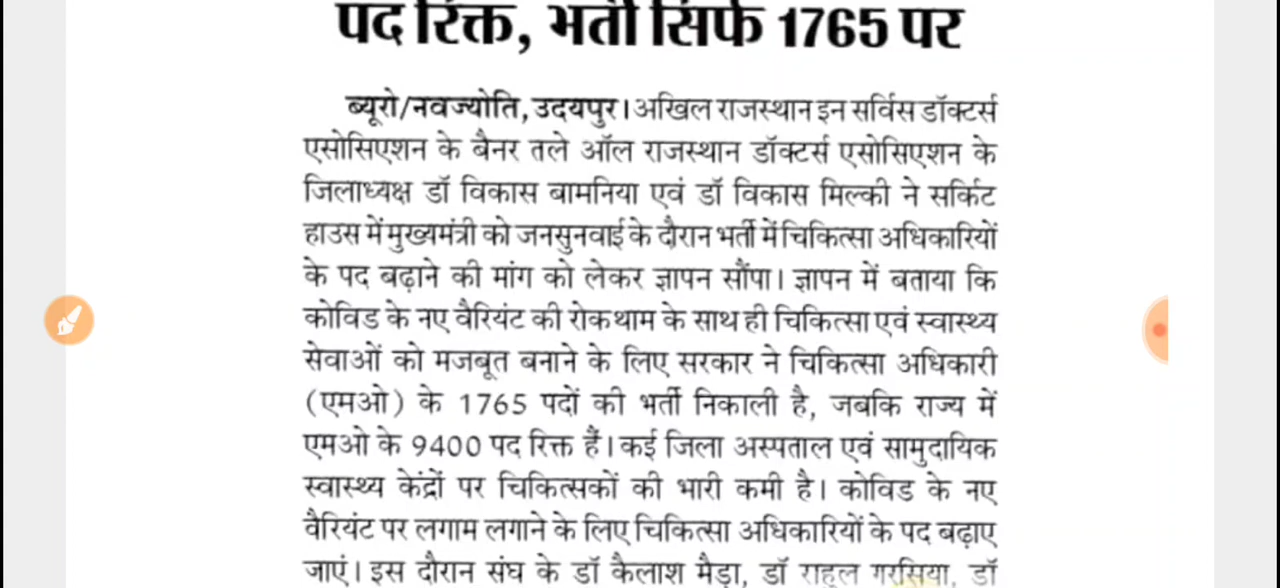 पद रिक्त, भर्ती सिर्फ 1765 पर
ब्यूरो/नवज्योति, उदयपुर। अखिल राजस्थान इन सर्विस डॉक्टर्स
एसोसिएशन के बैनर तले ऑल राजस्थान डॉक्टर्स एसोसिएशन के
जिलाध्यक्ष डॉ विकास बामनिया एवं डॉ विकास मिल्की ने सर्किट
हाउस में मुख्यमंत्री को जनसुनवाई के दौरान भर्ती में चिकित्सा अधिकारियों
के पद बढ़ाने की मांग को लेकर ज्ञापन सौंपा। ज्ञापन में बताया कि
कोविड के नए वैरियंट की रोकथाम के साथ ही चिकित्सा एवं स्वास्थ्य
सेवाओं को मजबूत बनाने के लिए सरकार ने चिकित्सा अधिकारी
(एमओ) के 1765 पदों की भर्ती निकाली है, जबकि राज्य में
एमओ के 9400 पद रिक्त हैं। कई जिला अस्पताल एवं सामुदायिक
स्वास्थ्य केंद्रों पर चिकित्सकों की भारी कमी है। कोविड के नए
वैरियंट पर लगाम लगाने के लिए चिकित्सा अधिकारियों के पद बढ़ाए
जाएं। इस दौरान संघ के डॉ कैलाश मैड़ा, डॉ राहुल गरासिया, डॉ